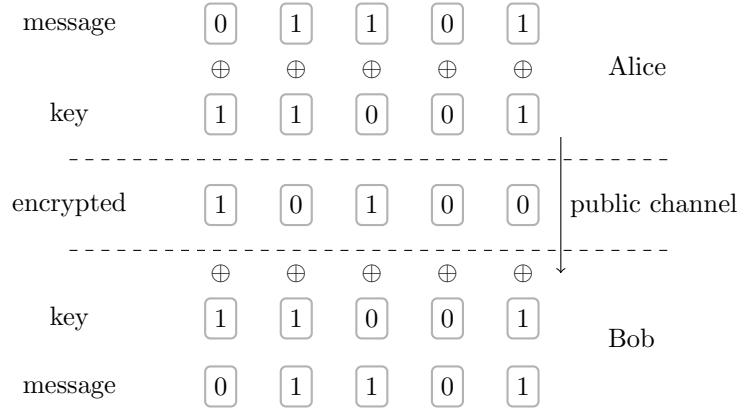 message 0 1 1 0 1
⊕ ⊕ ⊕ ⊕ ⊕ Alice
key 1 1 0 0 1
encrypted 1 0 1 0 0 public channel
⊕ ⊕ ⊕ ⊕ ⊕
key 1 1 0 0 1
Bob
message 0 1 1 0 1